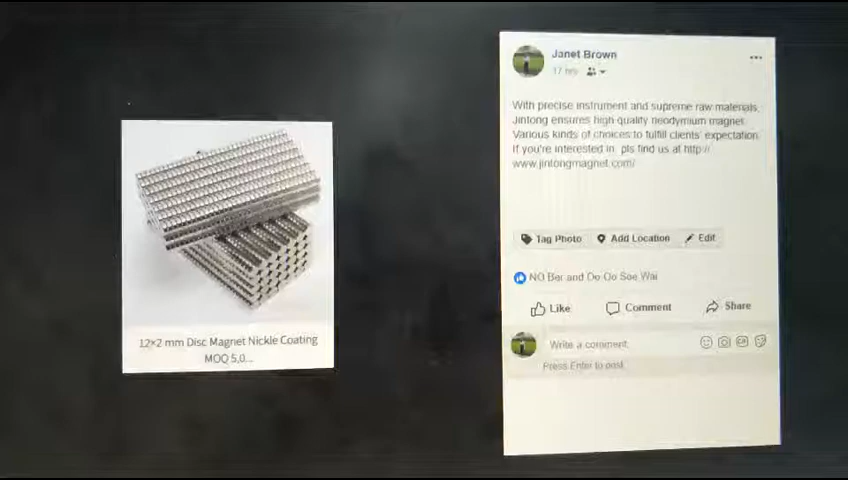 12×2 mm Disc Magnet Nickle Coating
MOQ 5,0...
Janet Brown
17 hrs
With precise instrument and supreme raw materials,
Jintong ensures high quality neodymium magnet.
Various kinds of choices to fulfill clients' expectation.
If you're interested in, pls find us at http://
www.jintongmagnet.com/
Tag Photo Add Location Edit
NO Ber and Do Oo Soe Wai
Like Comment Share
Write a comment
Press Enter to post.